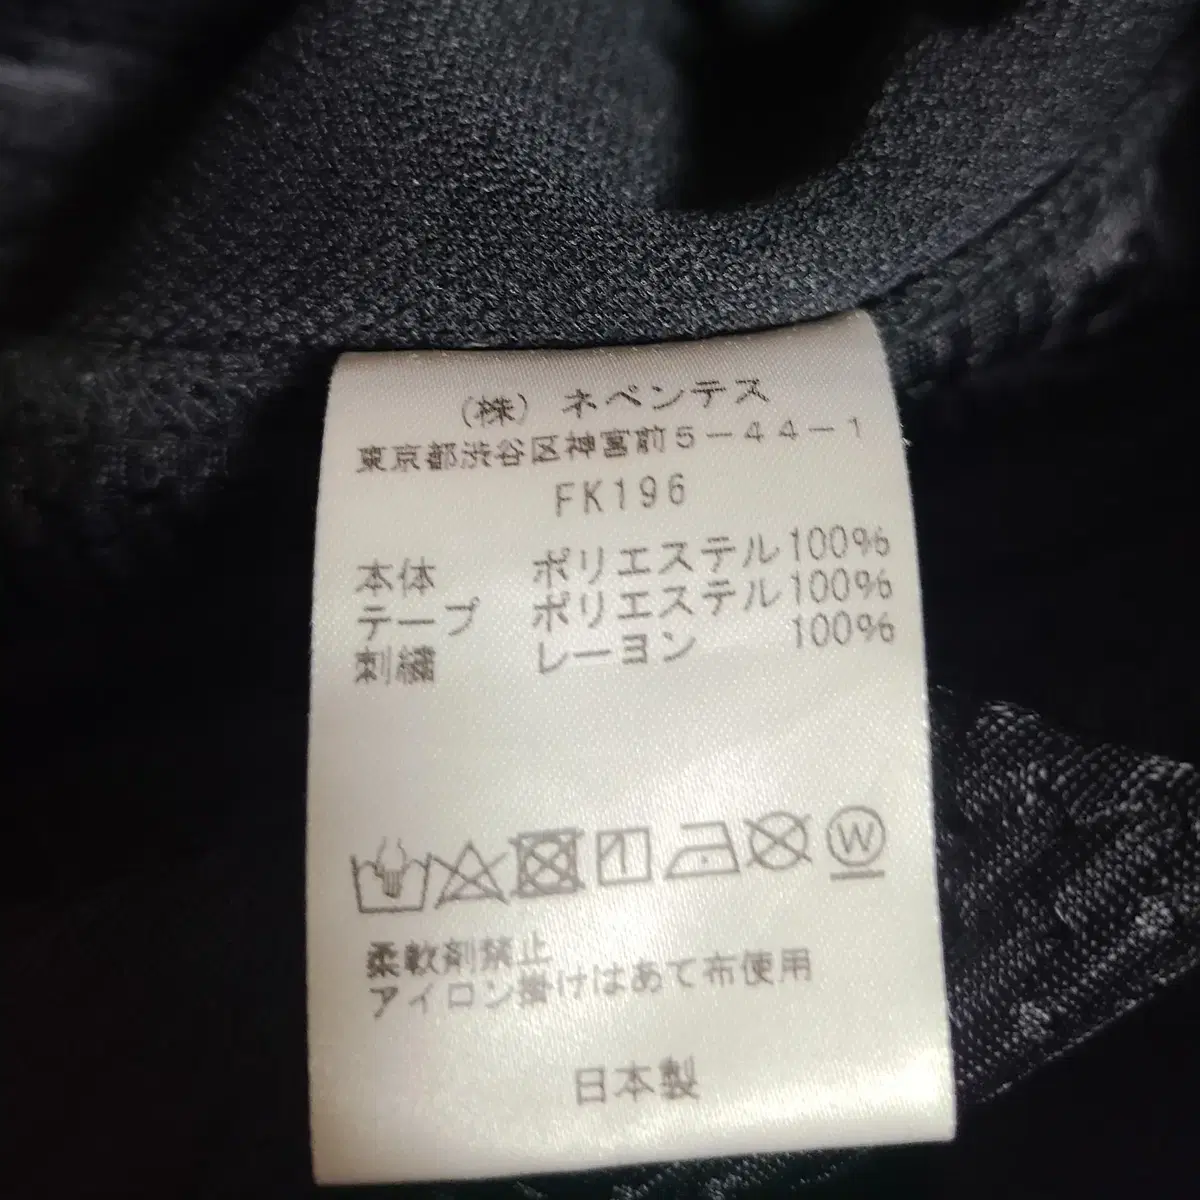 (株) ネペンテス
東京都渋谷区神宮前5-44-1
FK196
本体 ポリエステル100%
テープ ポリエステル100%
刺繍 レーヨン 100%
W
柔軟剤禁止
アイロン掛けはあて布使用
日本製